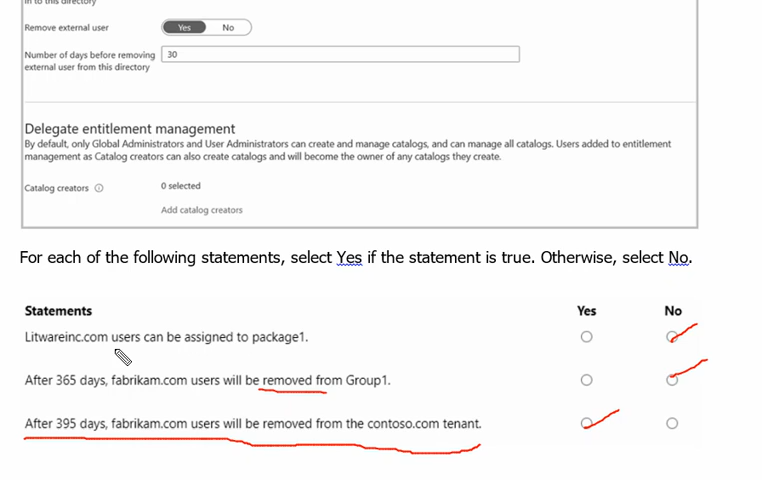 in to this directory
Remove external user Yes No
Number of days before removing 30
external user from this directory
Delegate entitlement management
By default, only Global Administrators and User Administrators can create and manage catalogs, and can manage all catalogs. Users added to entitlement
management as Catalog creators can also create catalogs and will become the owner of any catalogs they create.
Catalog creators 0 selected
Add catalog creators
For each of the following statements, select Yes if the statement is true. Otherwise, select No.
Statements Yes No
Litwareinc.com users can be assigned to package1.
After 365 days, fabrikam.com users will be removed from Group1.
After 395 days, fabrikam.com users will be removed from the contoso.com tenant.